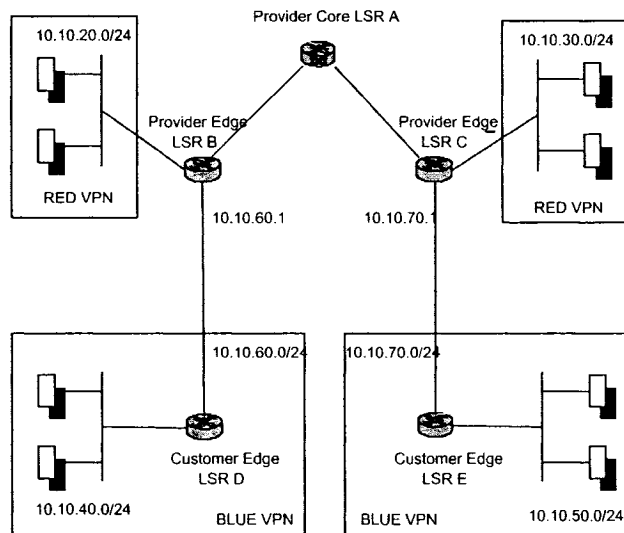 Provider Core LSR A
10.10.20.0/24
10.10.30.0/24
Provider Edge
LSR B
Provider Edge
LSR C
RED VPN
RED VPN
10.10.60.1
10.10.70.1
10.10.60.0/24
10.10.70.0/24
Customer Edge
LSR D
Customer Edge
LSR E
10.10.40.0/24
BLUE VPN
BLUE VPN
10.10.50.0/24